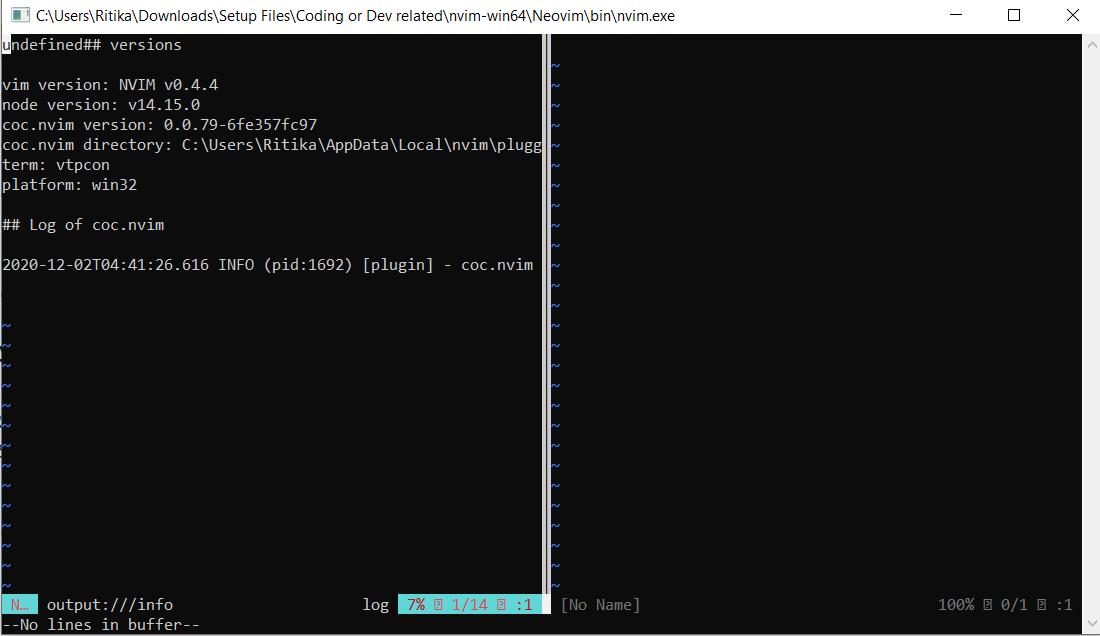 C:\Users\Ritika\Downloads\Setup Files\Coding or Dev related\nvim-win64\Neovim\bin\nvim.exe
undefined## versions
vim version: NVIM v0.4.4
node version: v14.15.0
coc.nvim version: 0.0.79-6fe357fc97
coc.nvim directory: C:\Users\Ritika\AppData\Local\nvim\plugg
term: vtpcon
platform: win32
## Log of coc.nvim
2020-12-02T04:41:26.616 INFO (pid:1692) [plugin] - coc.nvim
N… output:///info log 7% 1/14 :1 [No Name] 100% 0/1 :1
--No lines in buffer--